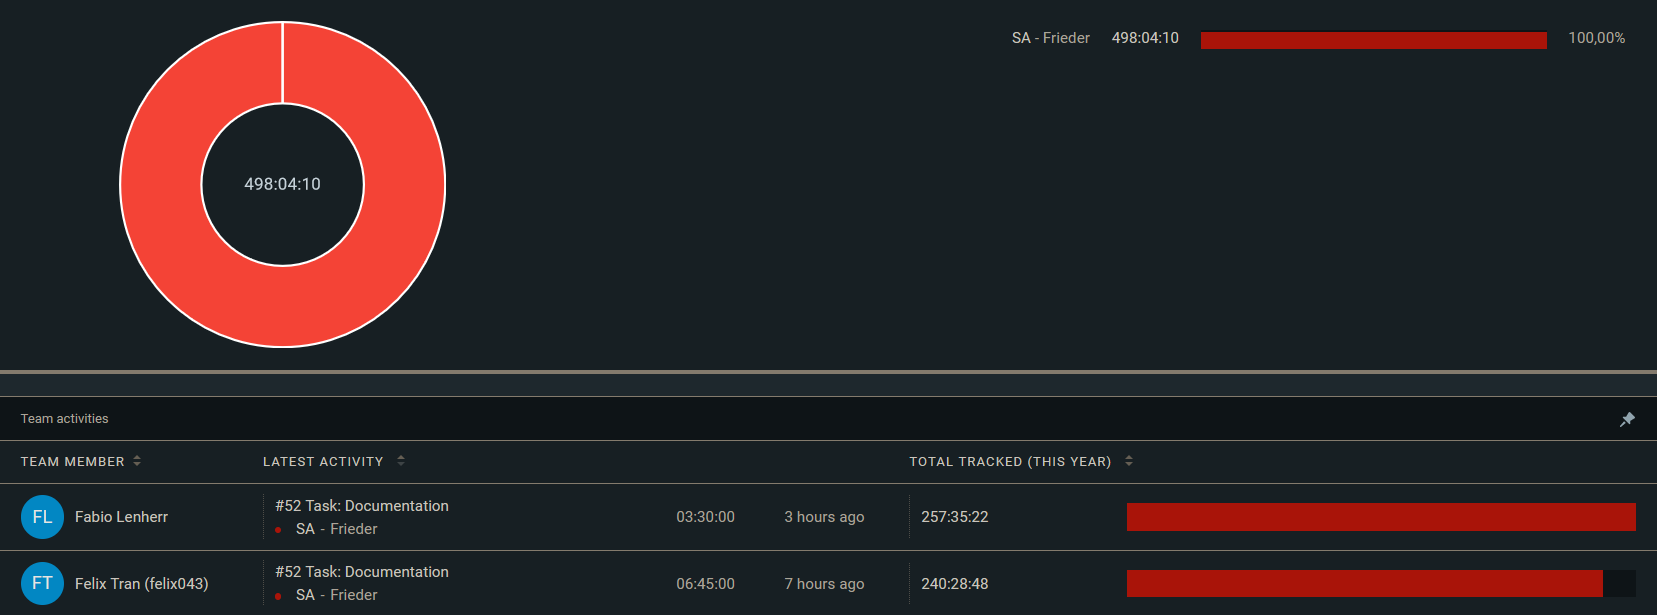 SA - Frieder 498:04:10 100,00%
498:04:10
Team activities
TEAM MEMBER LATEST ACTIVITY TOTAL TRACKED (THIS YEAR)
FL Fabio Lenherr #52 Task: Documentation 03:30:00 3 hours ago 257:35:22
SA - Frieder
FT Felix Tran (felix043) #52 Task: Documentation 06:45:00 7 hours ago 240:28:48
SA - Frieder